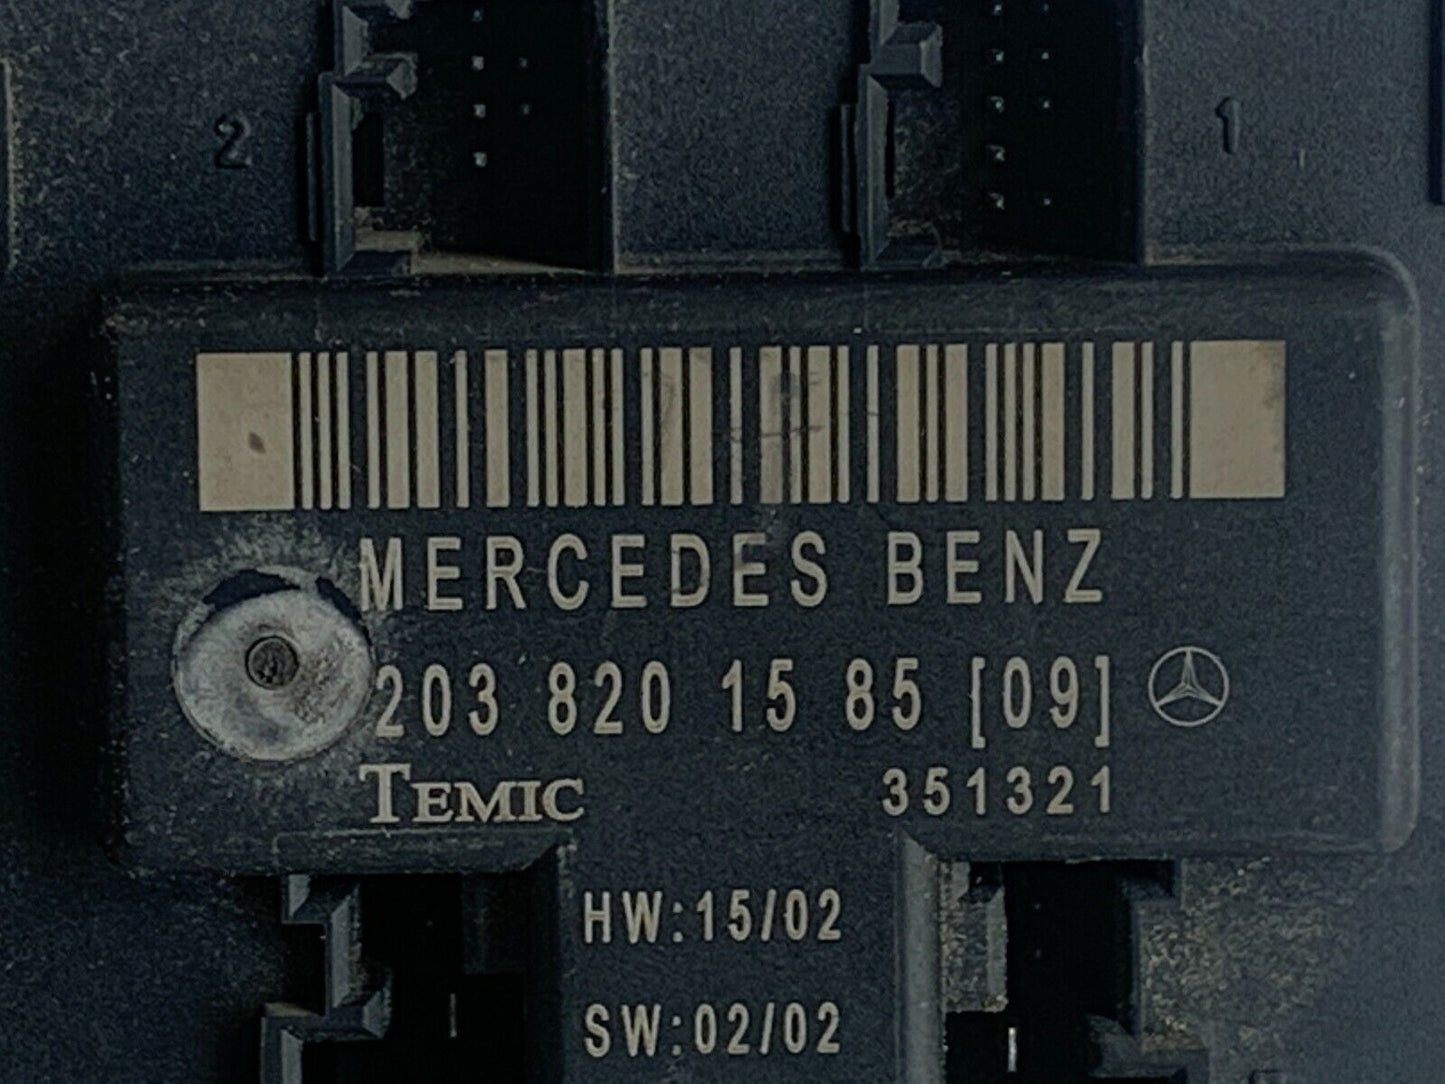 2 1
MERCEDES BENZ
203 820 15 85 [09]
TEMIC 351321
HW:15/02
SW:02/02